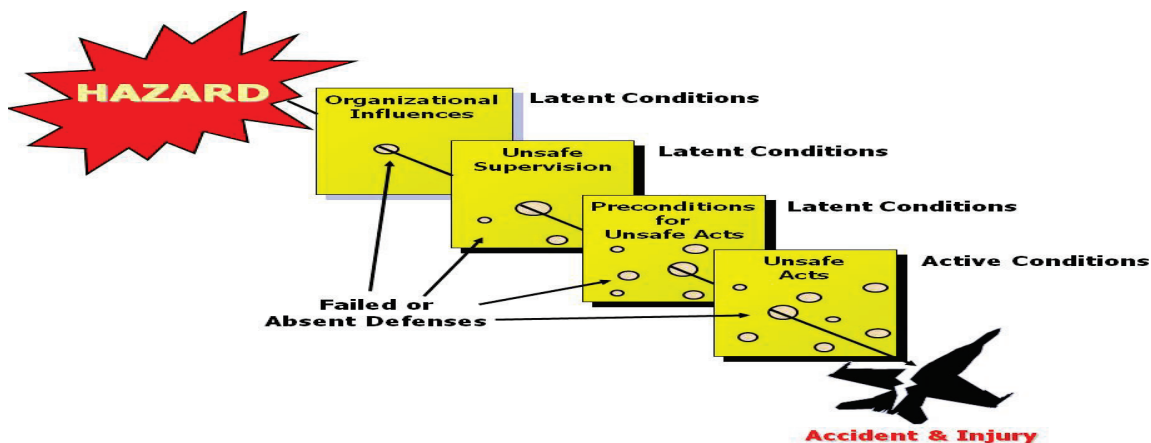 HAZARD
Organizational
Influences
Latent Conditions
Unsafe
Supervision
Latent Conditions
Preconditions
for
Unsafe Acts
Latent Conditions
Unsafe
Acts
Active Conditions
Failed or
Absent Defenses
Accident & Injury